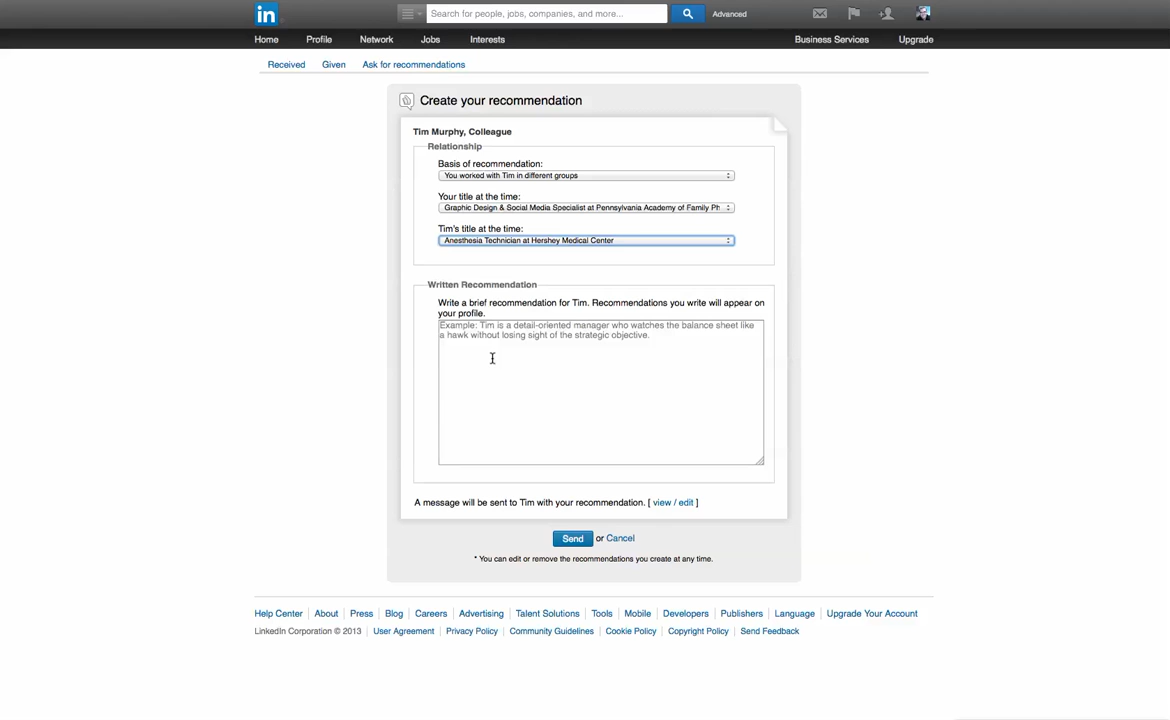 in
Search for people, jobs, companies, and more...
Advanced
Home Profile Network Jobs Interests Business Services Upgrade
Received Given Ask for recommendations
Create your recommendation
Tim Murphy, Colleague
Relationship
Basis of recommendation:
You worked with Tim in different groups
Your title at the time:
Graphic Design & Social Media Specialist at Pennsylvania Academy of Family Ph
Tim's title at the time:
Anesthesia Technician at Hershey Medical Center
Written Recommendation
Write a brief recommendation for Tim. Recommendations you write will appear on
your profile.
Example: Tim is a detail-oriented manager who watches the balance sheet like
a hawk without losing sight of the strategic objective.
A message will be sent to Tim with your recommendation. [ view / edit ]
Send or Cancel
* You can edit or remove the recommendations you create at any time.
Help Center About Press Blog Careers Advertising Talent Solutions Tools Mobile Developers Publishers Language Upgrade Your Account
LinkedIn Corporation © 2013 User Agreement Privacy Policy Community Guidelines Cookie Policy Copyright Policy Send Feedback